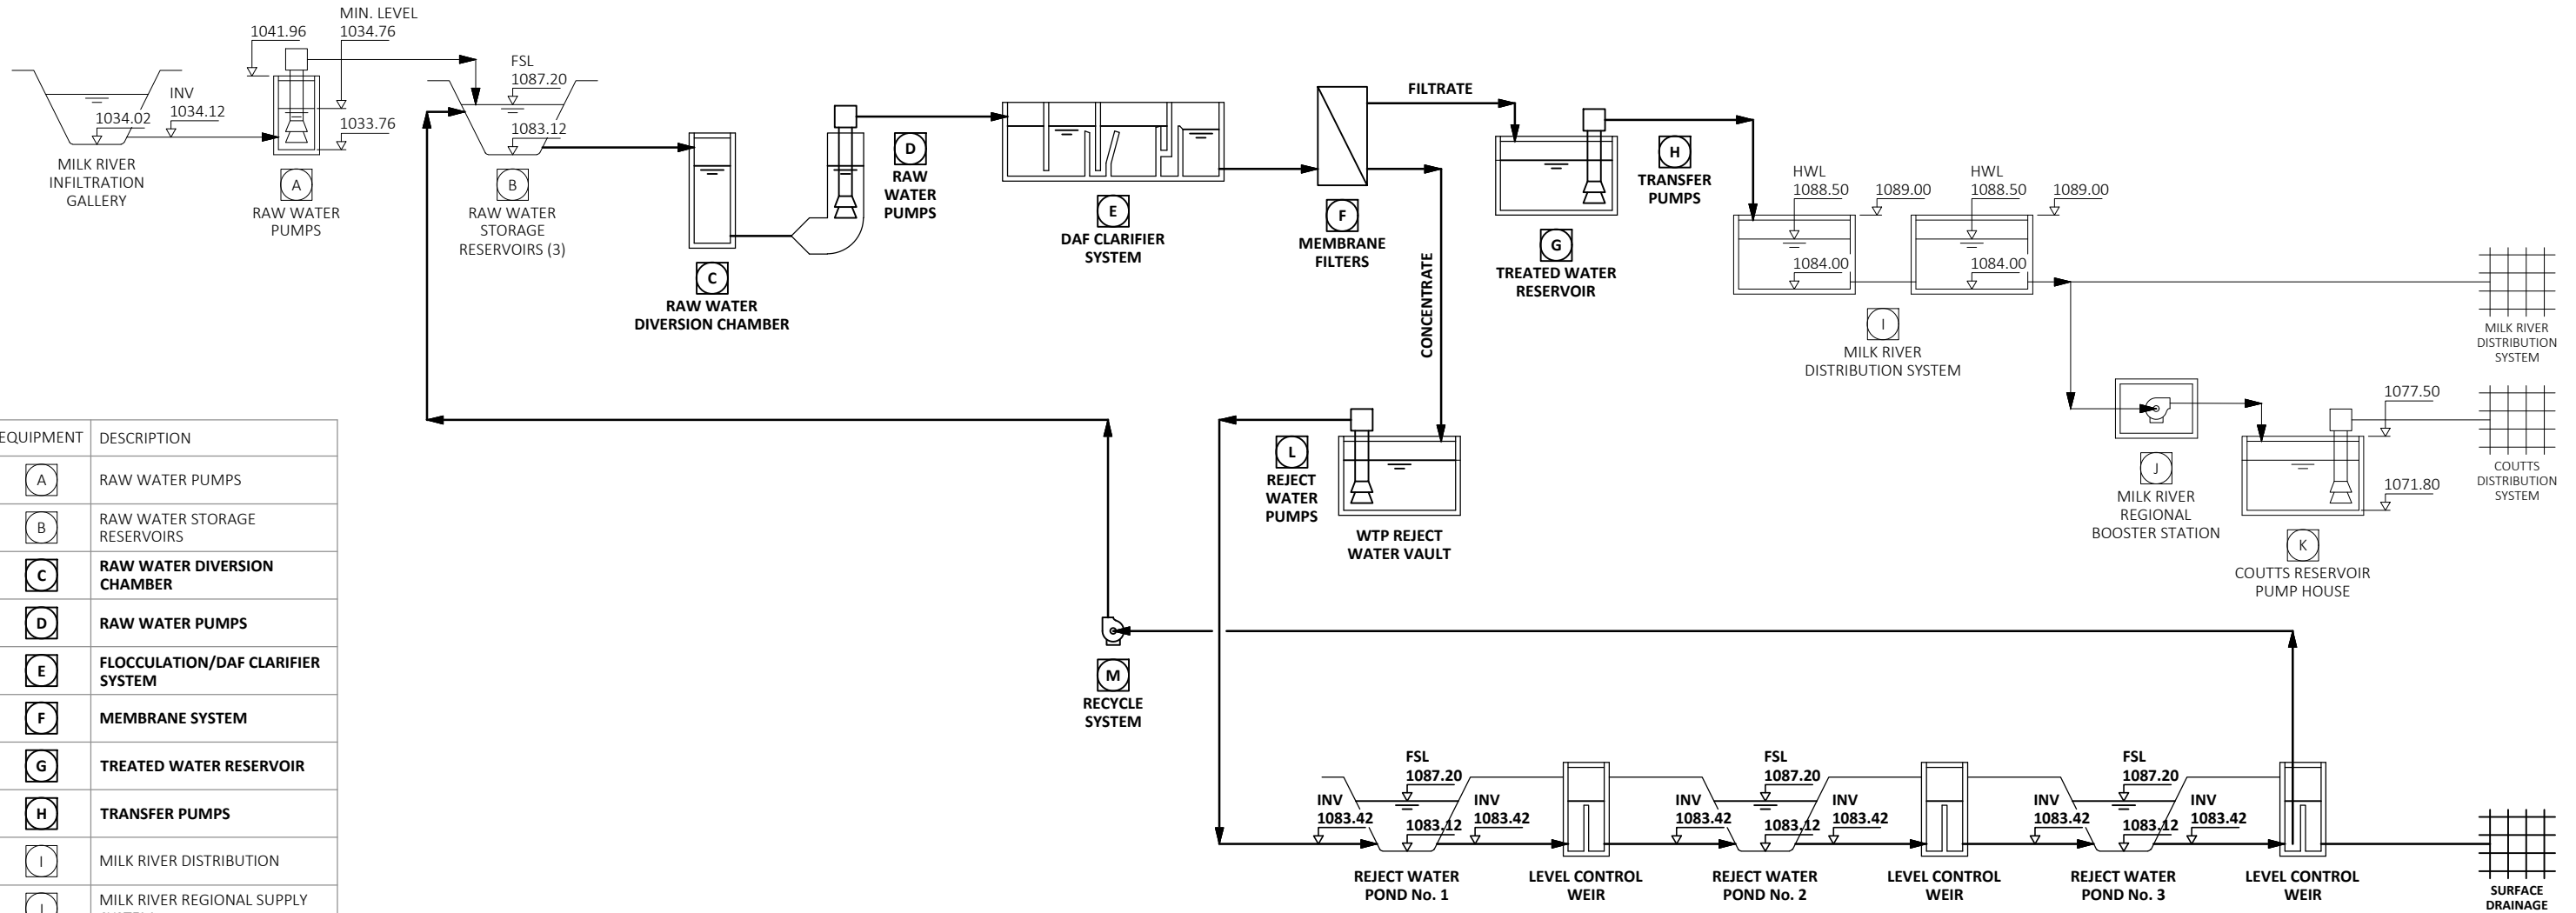 1041.96
MIN. LEVEL
1034.76
INV
1034.12
1034.02
1033.76
MILK RIVER
INFILTRATION
GALLERY
A
RAW WATER
PUMPS
FSL
1087.20
1083.12
B
RAW WATER
STORAGE
RESERVOIRS (3)
C
RAW WATER
DIVERSION CHAMBER
D
RAW
WATER
PUMPS
E
DAF CLARIFIER
SYSTEM
F
MEMBRANE
FILTERS
FILTRATE
CONCENTRATE
G
TREATED WATER
RESERVOIR
H
TRANSFER
PUMPS
HWL
1088.50
1089.00
1084.00
HWL
1088.50
1089.00
1084.00
I
MILK RIVER
DISTRIBUTION SYSTEM
MILK RIVER
DISTRIBUTION
SYSTEM
J
MILK RIVER
REGIONAL
BOOSTER STATION
1077.50
1071.80
K
COUTTS RESERVOIR
PUMP HOUSE
COUTTS
DISTRIBUTION
SYSTEM
L
REJECT
WATER
PUMPS
WTP REJECT
WATER VAULT
M
RECYCLE
SYSTEM
EQUIPMENT DESCRIPTION
A RAW WATER PUMPS
B RAW WATER STORAGE
RESERVOIRS
C RAW WATER DIVERSION
CHAMBER
D RAW WATER PUMPS
E FLOCCULATION/DAF CLARIFIER
SYSTEM
F MEMBRANE SYSTEM
G TREATED WATER RESERVOIR
H TRANSFER PUMPS
I MILK RIVER DISTRIBUTION
MILK RIVER REGIONAL SUPPLY
INV
1083.42
FSL
1087.20
1083.12
INV
1083.42
REJECT WATER
POND No. 1
LEVEL CONTROL
WEIR
INV
1083.42
FSL
1087.20
1083.12
INV
1083.42
REJECT WATER
POND No. 2
LEVEL CONTROL
WEIR
INV
1083.42
FSL
1087.20
1083.12
INV
1083.42
REJECT WATER
POND No. 3
LEVEL CONTROL
WEIR
SURFACE
DRAINAGE